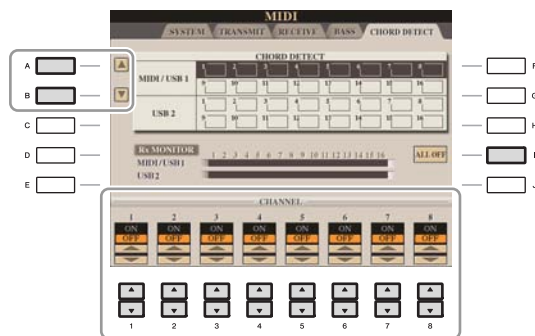 MIDI
SYSTEM TRANSMIT RECEIVE BASS CHORD DETECT
CHORD DETECT
A F
MIDI / USB 1
1 2 3 4 5 6 7 8
9 10 11 12 13 14 15 16
B G
USB 2
1 2 3 4 5 6 7 8
9 10 11 12 13 14 15 16
C H
Rx MONITOR
1 2 3 4 5 6 7 8 9 10 11 12 13 14 15 16
MIDI / USB1
USB2
ALL OFF
D I
E J
CHANNEL
1 2 3 4 5 6 7 8
ON ON ON ON ON ON ON ON
OFF OFF OFF OFF OFF OFF OFF OFF
1 2 3 4 5 6 7 8